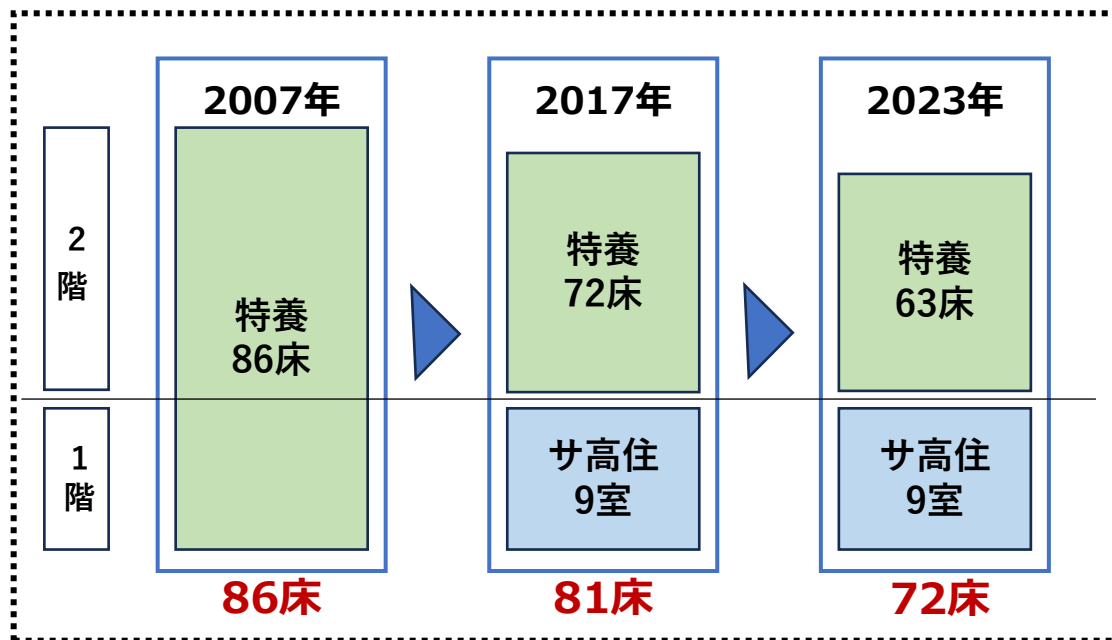 2007年
2017年
2023年
2
階
特養
86床
特養
72床
特養
63床
1
階
サ高住
9室
サ高住
9室
86床
81床
72床